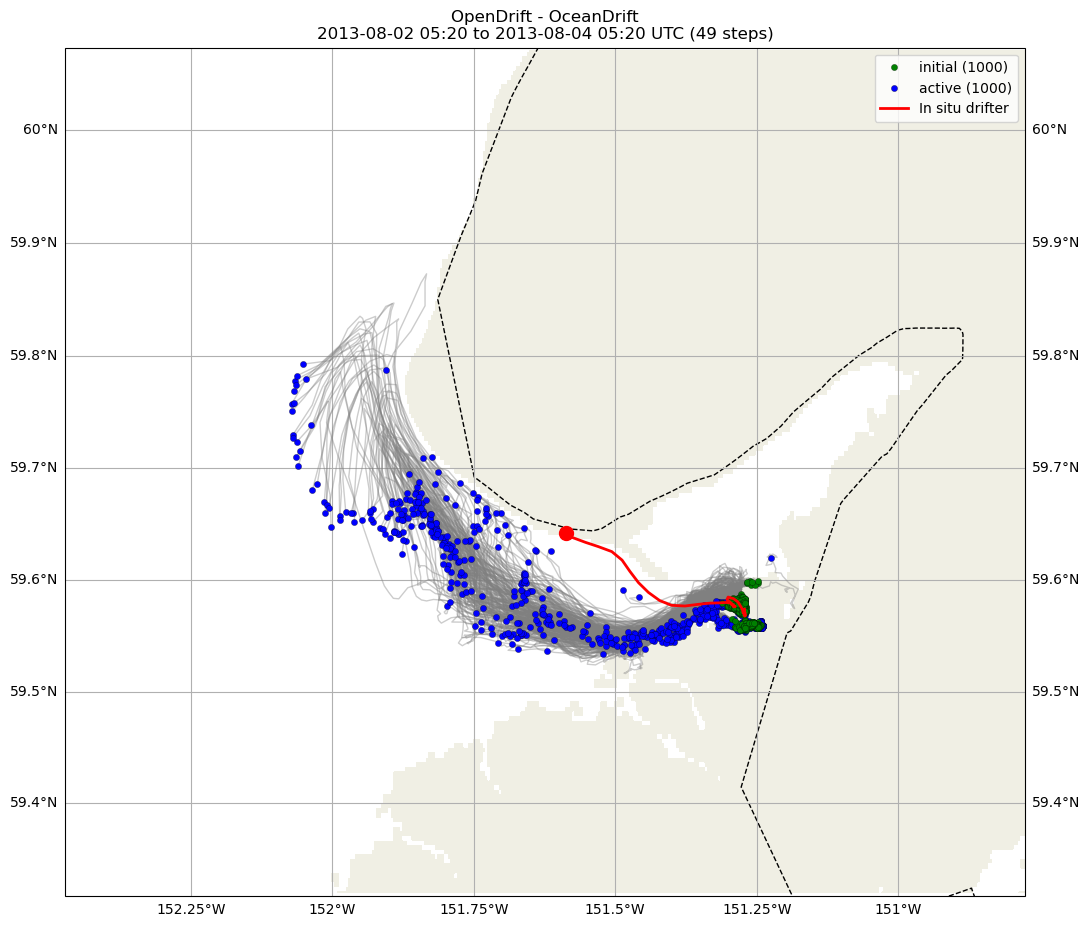 OpenDrift - OceanDrift
2013-08-02 05:20 to 2013-08-04 05:20 UTC (49 steps)
initial (1000)
active (1000)
In situ drifter
60°N
60°N
59.9°N
59.9°N
59.8°N
59.8°N
59.7°N
59.7°N
59.6°N
59.6°N
59.5°N
59.5°N
59.4°N
59.4°N
152.25°W
152°W
151.75°W
151.5°W
151.25°W
151°W